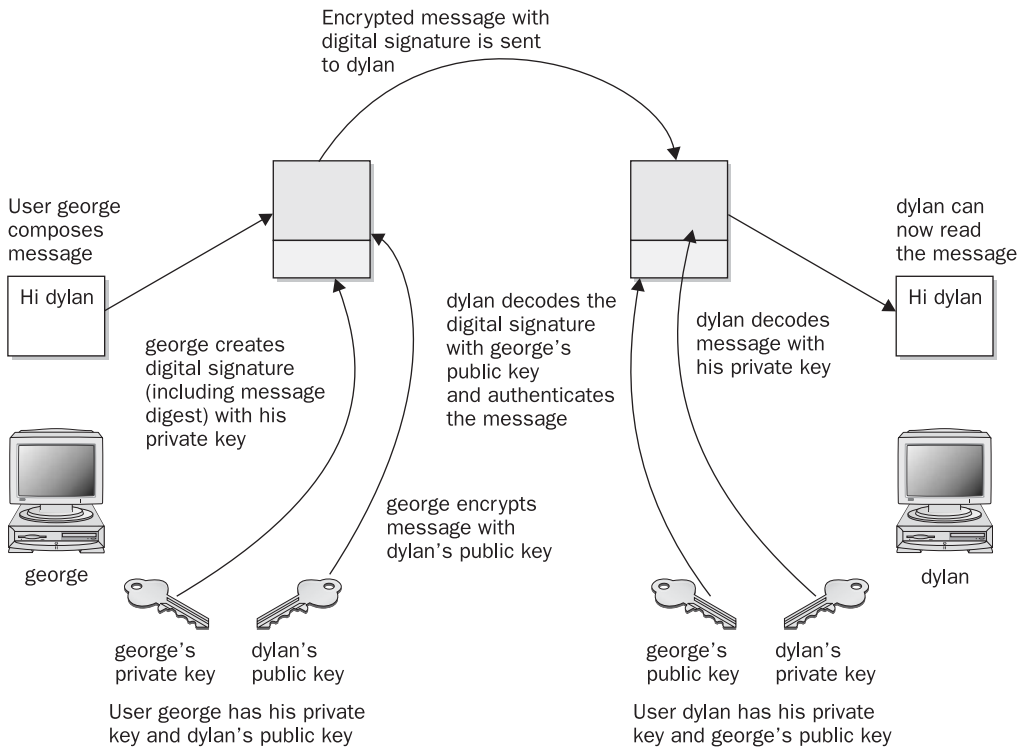 Encrypted message with
digital signature is sent
to dylan
User george
composes
message
Hi dylan
george creates
digital signature
(including message
digest) with his
private key
george encrypts
message with
dylan's public key
george
george's
private key
dylan's
public key
User george has his private
key and dylan's public key
dylan decodes the
digital signature
with george's
public key
and authenticates
the message
dylan decodes
message with
his private key
dylan can
now read
the message
Hi dylan
dylan
george's
public key
dylan's
private key
User dylan has his private
key and george's public key